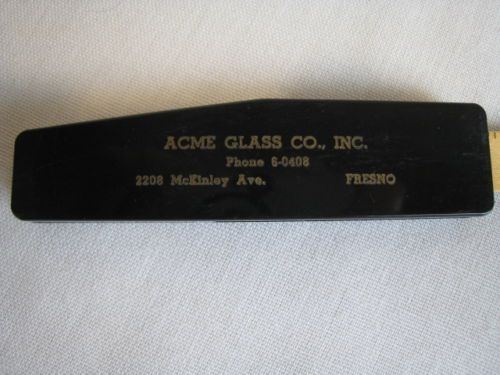 ACME GLASS CO., INC.
Phone 6-0408
2208 McKinley Ave. FRESNO